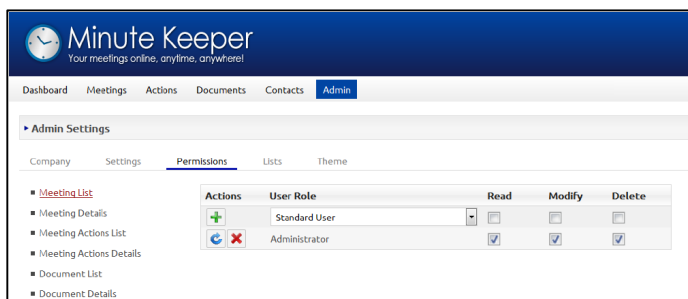 Minute Keeper
Your meetings online, anytime, anywhere!
Dashboard Meetings Actions Documents Contacts Admin
Admin Settings
Company Settings Permissions Lists Theme
Meeting List
Meeting Details
Meeting Actions List
Meeting Actions Details
Document List
Document Details
Actions User Role Read Modify Delete
Standard User
Administrator